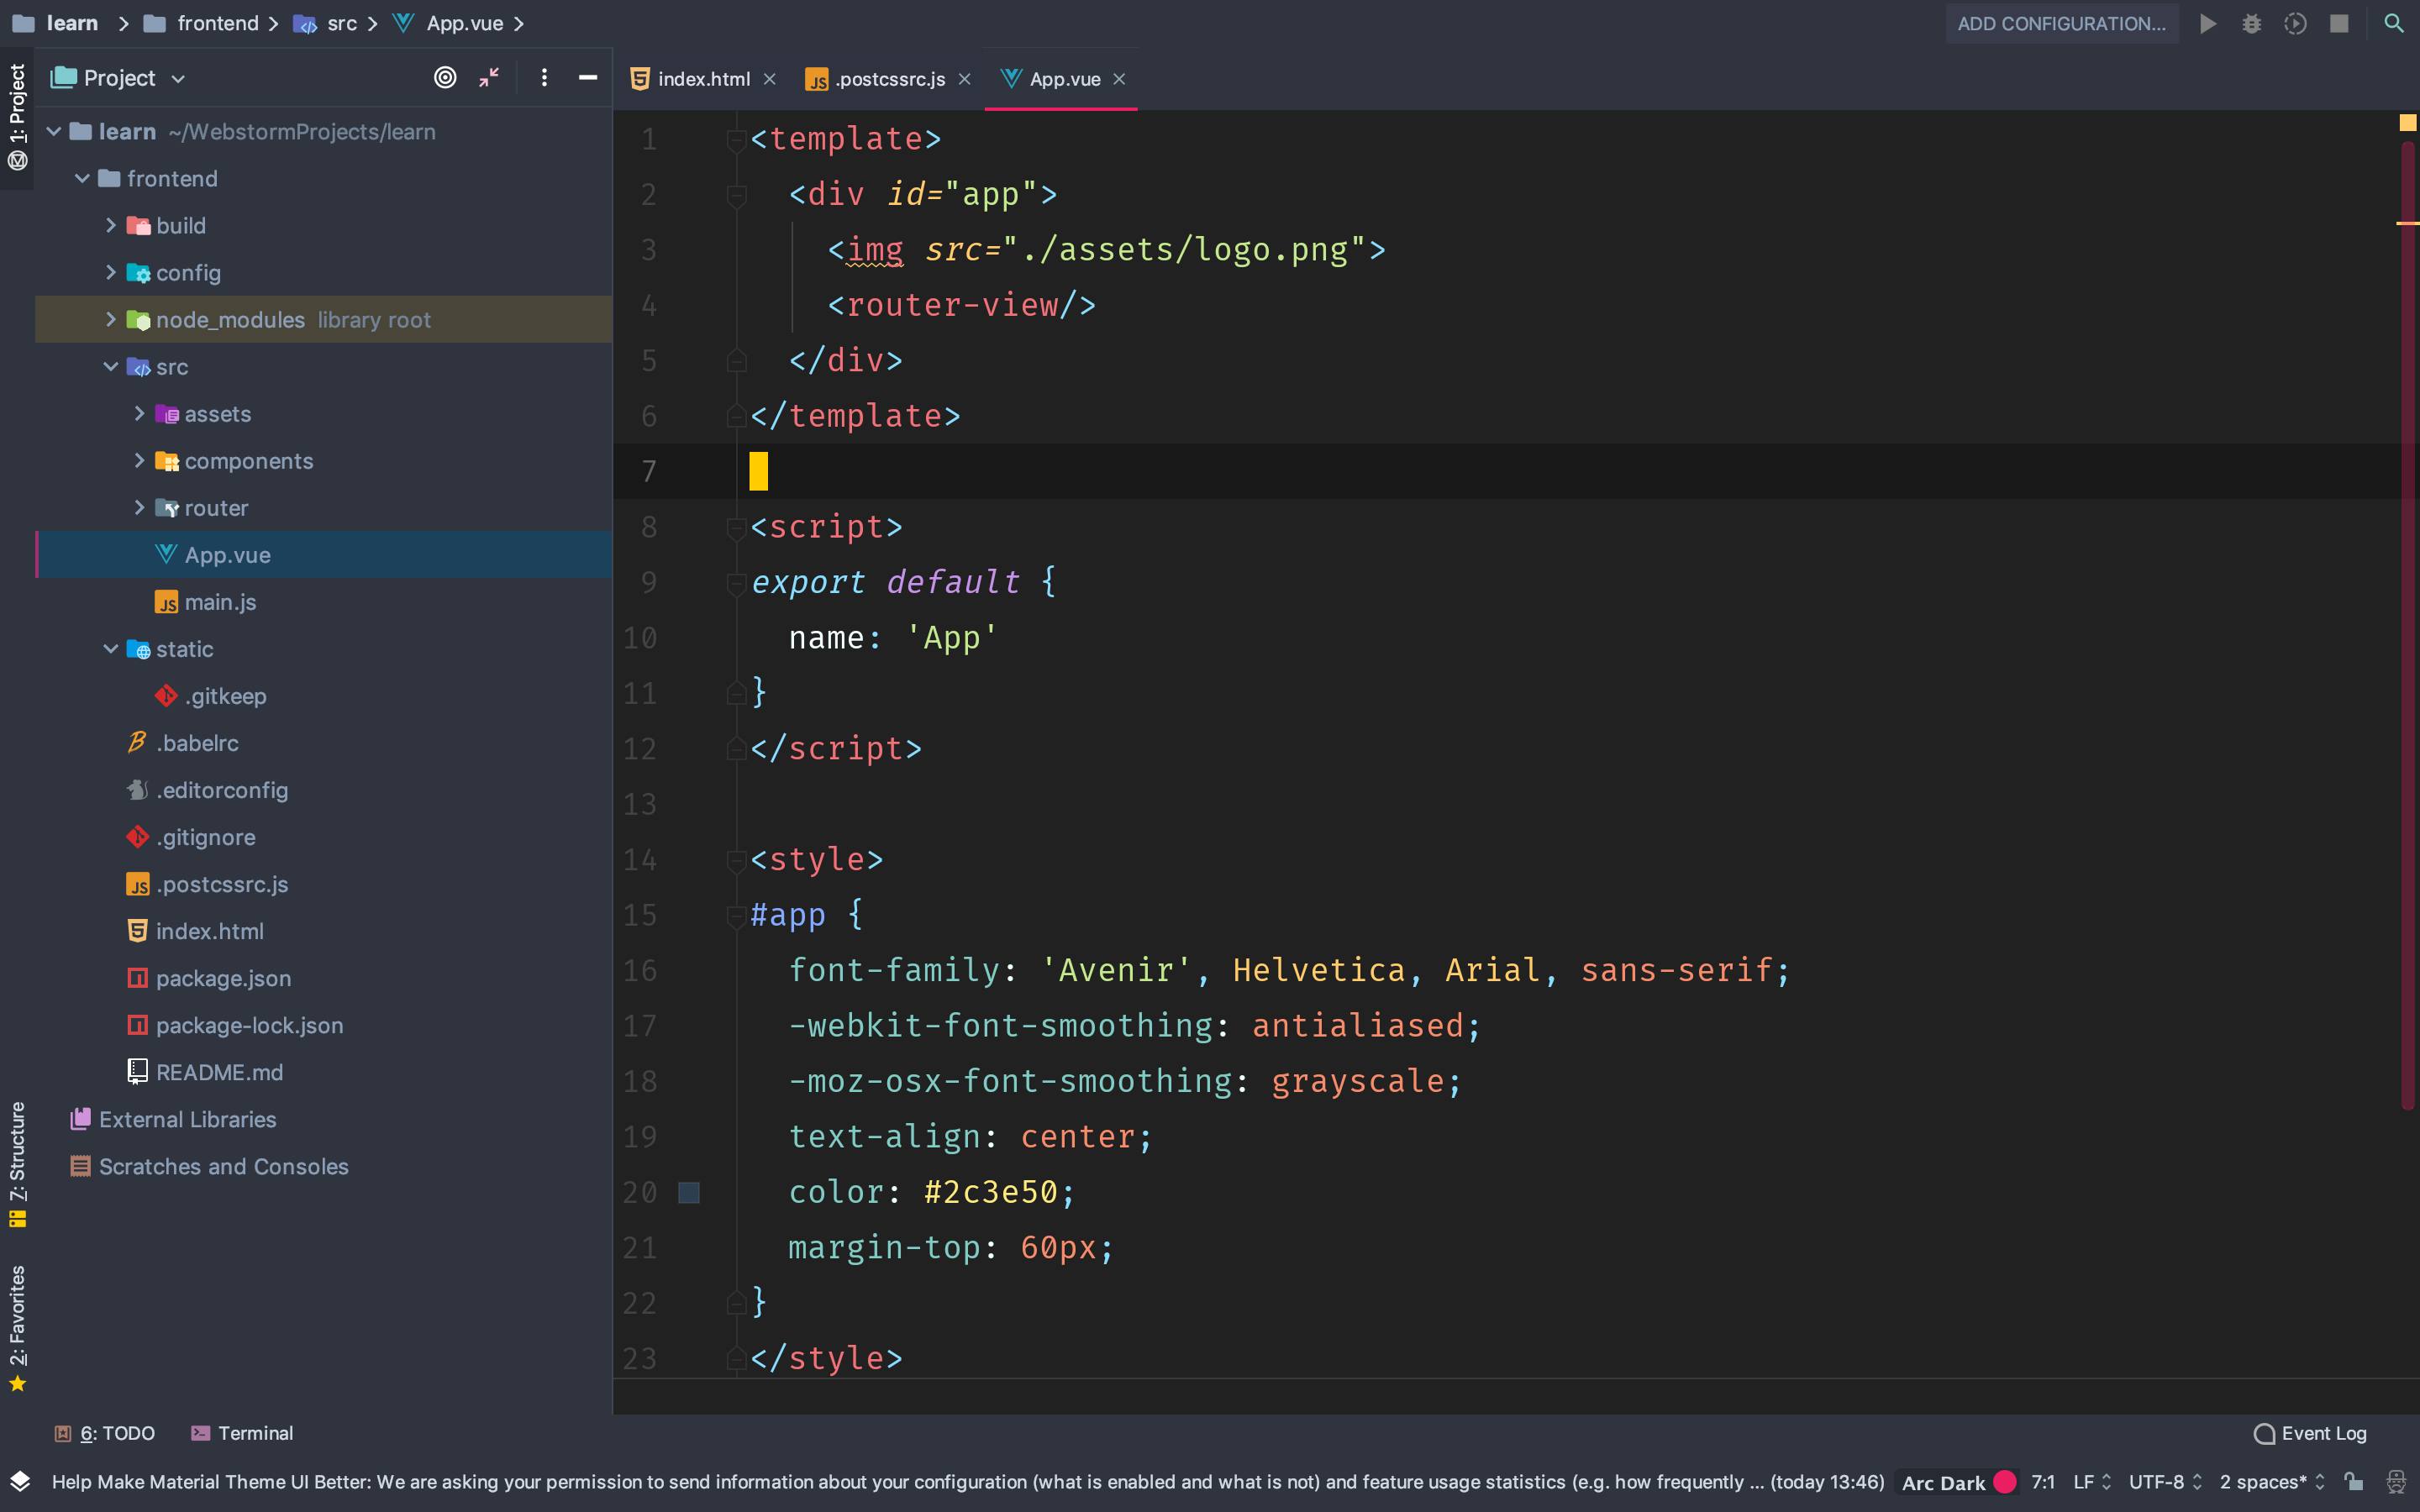 learn > frontend > src > App.vue >
ADD CONFIGURATION...
1: Project
Project
index.html
.postcssrc.js
App.vue
learn ~/WebstormProjects/learn
frontend
build
config
node_modules library root
src
assets
components
router
App.vue
main.js
static
.gitkeep
.babelrc
.editorconfig
.gitignore
.postcssrc.js
index.html
package.json
package-lock.json
README.md
External Libraries
Scratches and Consoles
7: Structure
2: Favorites
1 <template>
2 <div id="app">
3 <img src="./assets/logo.png">
4 <router-view/>
5 </div>
6 </template>
7
8 <script>
9 export default {
10 name: 'App'
11 }
12 </script>
13
14 <style>
15 #app {
16 font-family: 'Avenir', Helvetica, Arial, sans-serif;
17 -webkit-font-smoothing: antialiased;
18 -moz-osx-font-smoothing: grayscale;
19 text-align: center;
20 color: #2c3e50;
21 margin-top: 60px;
22 }
23 </style>
6: TODO
Terminal
Event Log
Help Make Material Theme UI Better: We are asking your permission to send information about your configuration (what is enabled and what is not) and feature usage statistics (e.g. how frequently ... (today 13:46) Arc Dark 7:1 LF UTF-8 2 spaces*